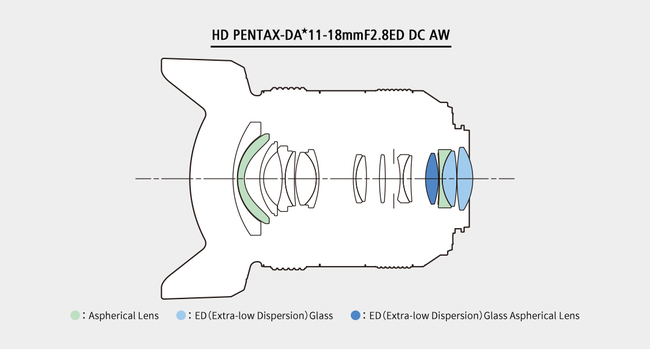 HD PENTAX-DA*11-18mmF2.8ED DC AW
: Aspherical Lens : ED (Extra-low Dispersion) Glass : ED (Extra-low Dispersion) Glass Aspherical Lens